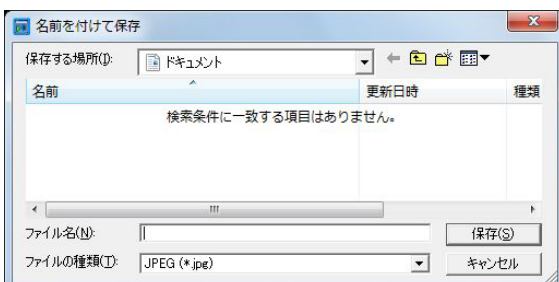 名前を付けて保存
保存する場所(I): ドキュメント
名前 更新日時 種類
検索条件に一致する項目はありません。
ファイル名(N): 保存(S)
ファイルの種類(T): JPEG (*.jpg) キャンセル